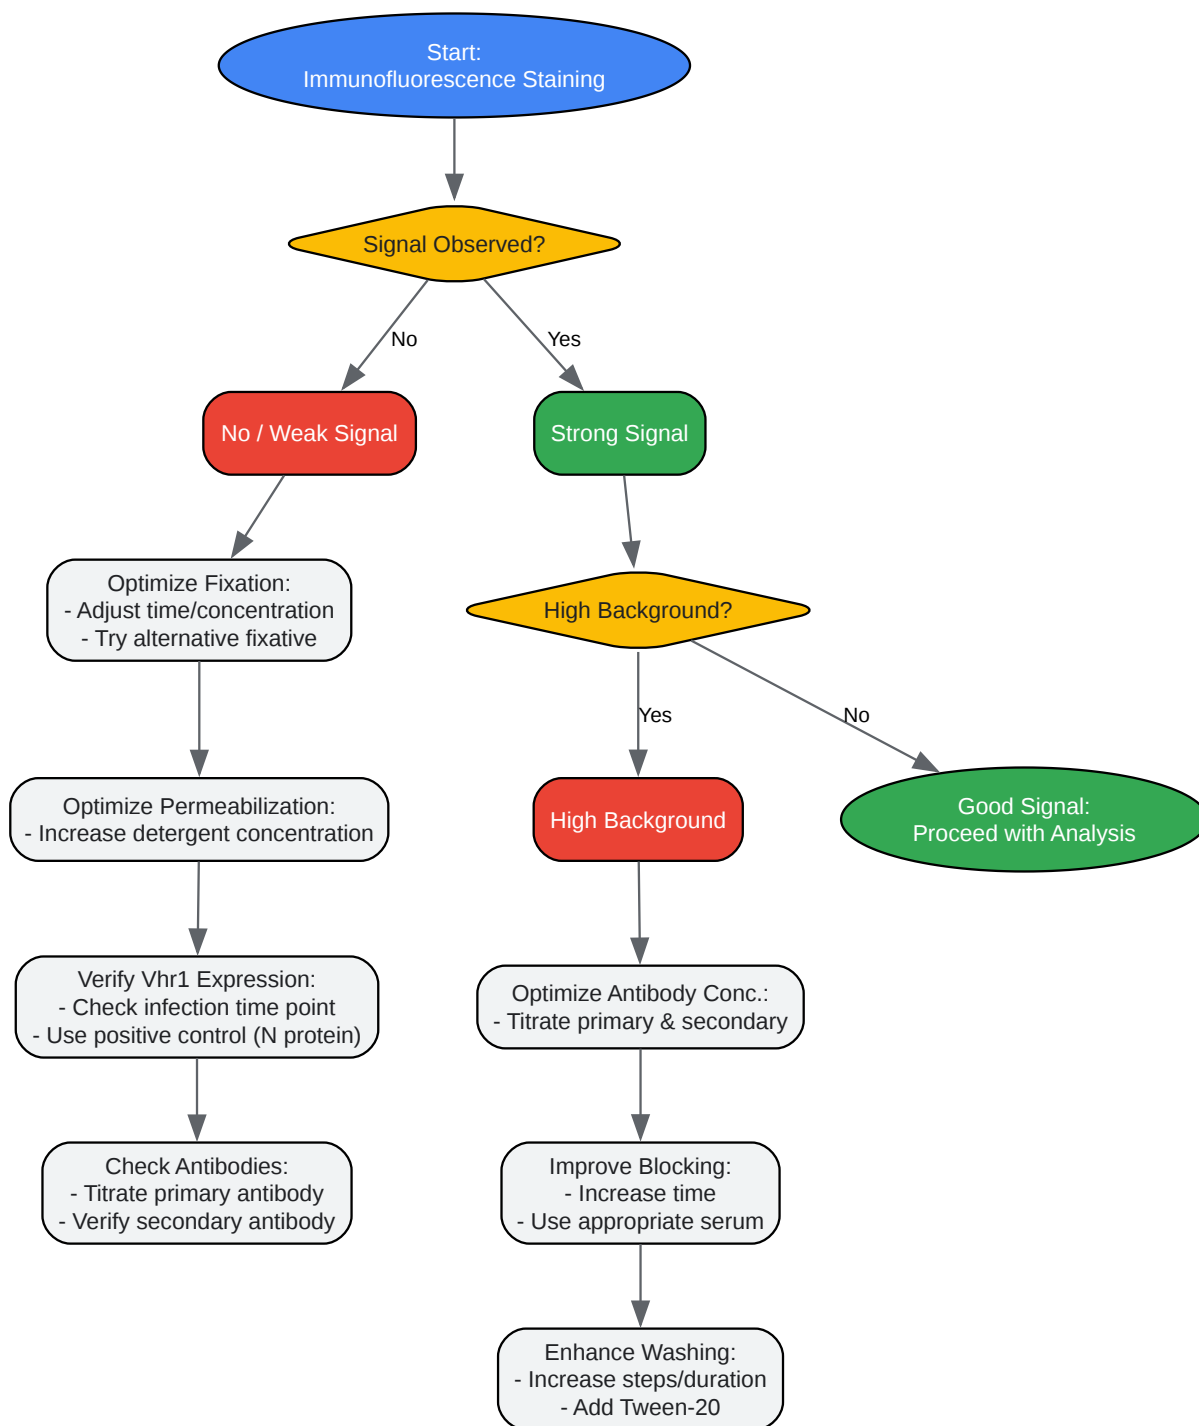 Start:
Immunofluorescence Staining
Signal Observed?
No
Yes
No / Weak Signal
Strong Signal
Optimize Fixation:
- Adjust time/concentration
- Try alternative fixative
High Background?
Yes
No
Optimize Permeabilization:
- Increase detergent concentration
High Background
Good Signal:
Proceed with Analysis
Verify Vhr1 Expression:
- Check infection time point
- Use positive control (N protein)
Optimize Antibody Conc.:
- Titrate primary & secondary
Check Antibodies:
- Titrate primary antibody
- Verify secondary antibody
Improve Blocking:
- Increase time
- Use appropriate serum
Enhance Washing:
- Increase steps/duration
- Add Tween-20